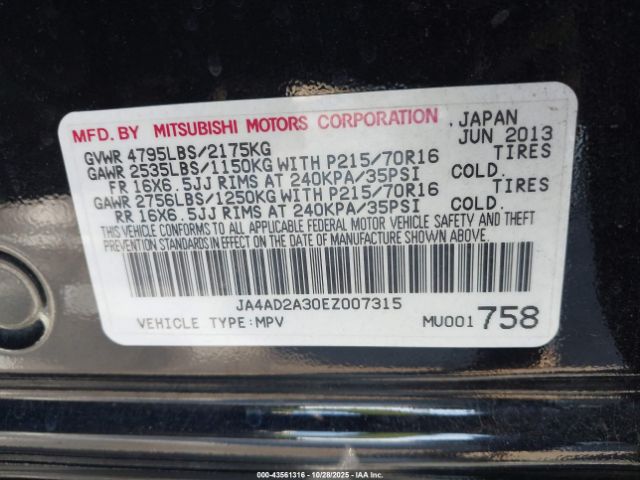 MFD. BY MITSUBISHI MOTORS CORPORATION JAPAN
JUN 2013
GVWR 4795LBS/2175KG
GAWR 2535LBS/1150KG WITH P215/70R16 TIRES
FR 16X6.5JJ RIMS AT 240KPA/35PSI COLD.
GAWR 2756LBS/1250KG WITH P215/70R16 TIRES
RR 16X6.5JJ RIMS AT 240KPA/35PSI COLD.
THIS VEHICLE CONFORMS TO ALL APPLICABLE FEDERAL MOTOR VEHICLE SAFETY AND THEFT
PREVENTION STANDARDS IN EFFECT ON THE DATE OF MANUFACTURE SHOWN ABOVE.
JA4AD2A30EZ007315
VEHICLE TYPE:MPV MU001 758
000-43561316 - 10/28/2025 - © IAA, Inc.